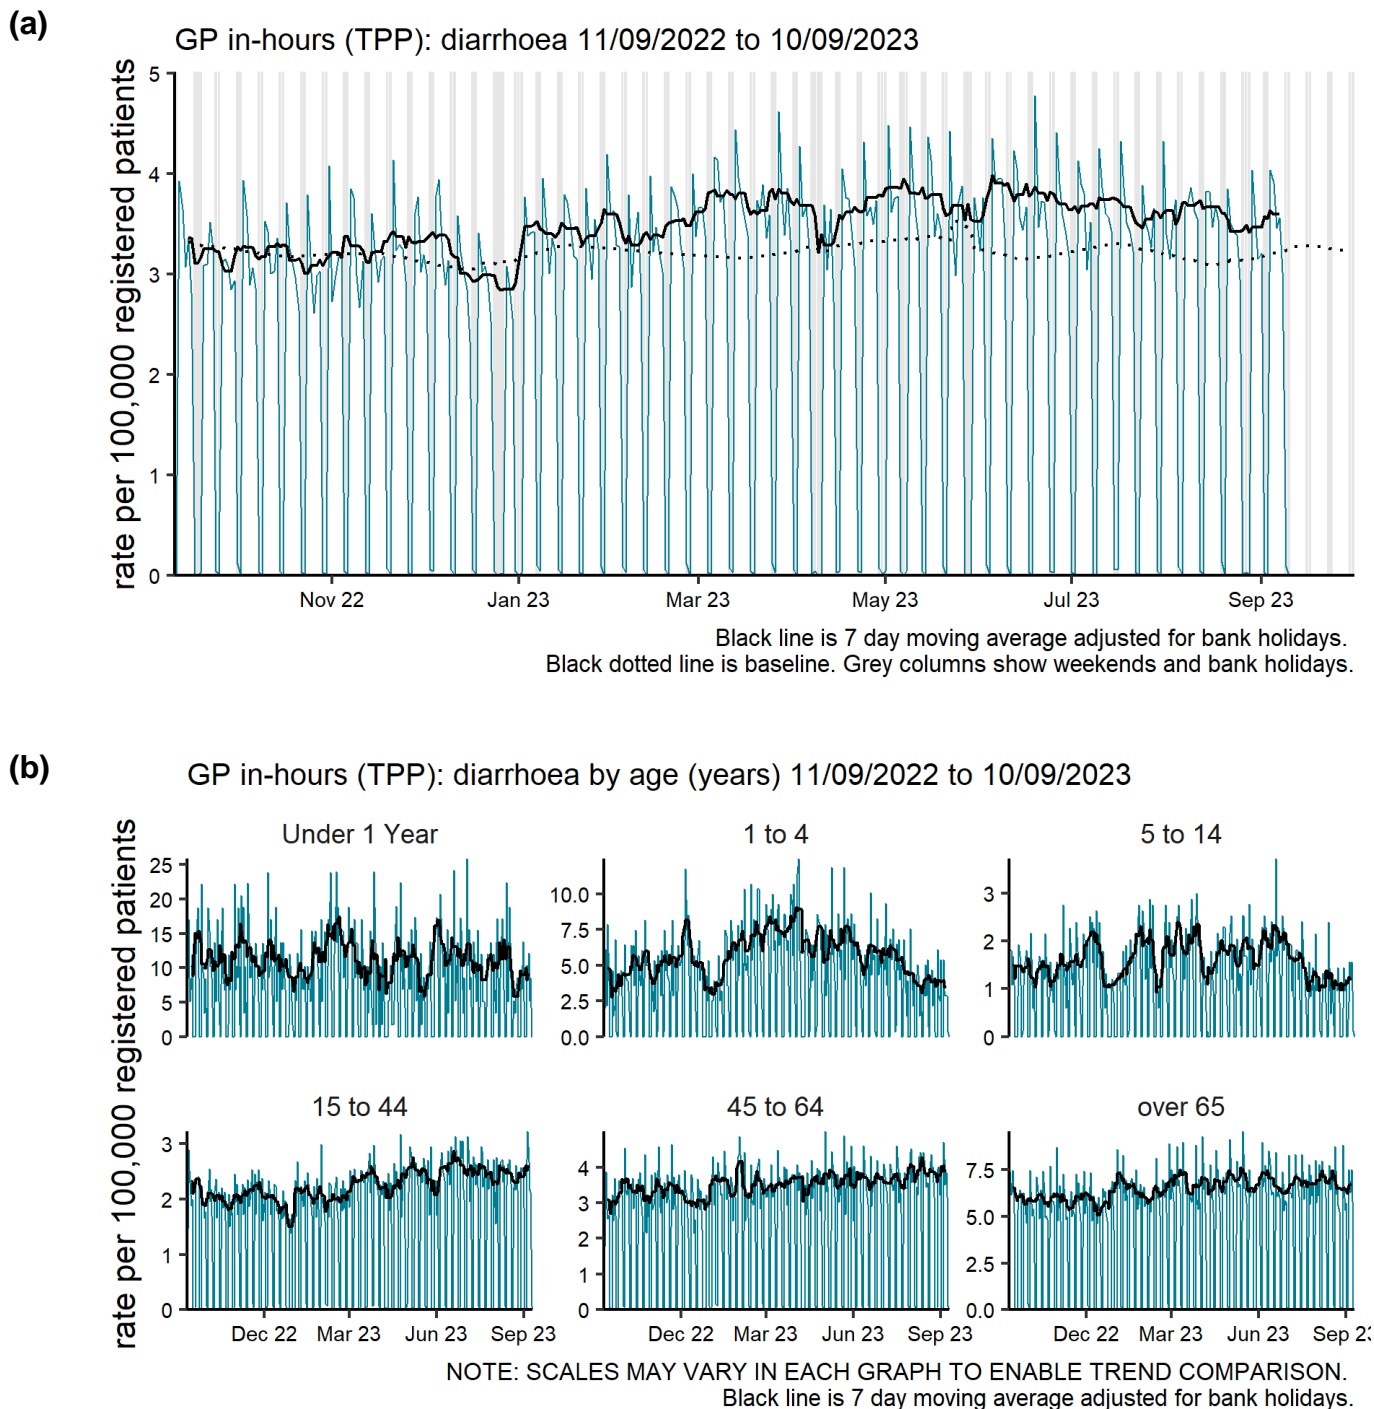 (a)
GP in-hours (TPP): diarrhoea 11/09/2022 to 10/09/2023
rate per 100,000 registered patients
5
4
3
2
1
0
Nov 22 Jan 23 Mar 23 May 23 Jul 23 Sep 23
Black line is 7 day moving average adjusted for bank holidays.
Black dotted line is baseline. Grey columns show weekends and bank holidays.
(b)
GP in-hours (TPP): diarrhoea by age (years) 11/09/2022 to 10/09/2023
rate per 100,000 registered patients
Under 1 Year
25
20
15
10
5
0
1 to 4
10.0
7.5
5.0
2.5
0.0
5 to 14
3
2
1
0
15 to 44
3
2
1
0
Dec 22 Mar 23 Jun 23 Sep 23
45 to 64
4
3
2
1
0
Dec 22 Mar 23 Jun 23 Sep 23
over 65
7.5
5.0
2.5
0.0
Dec 22 Mar 23 Jun 23 Sep 23
NOTE: SCALES MAY VARY IN EACH GRAPH TO ENABLE TREND COMPARISON.
Black line is 7 day moving average adjusted for bank holidays.